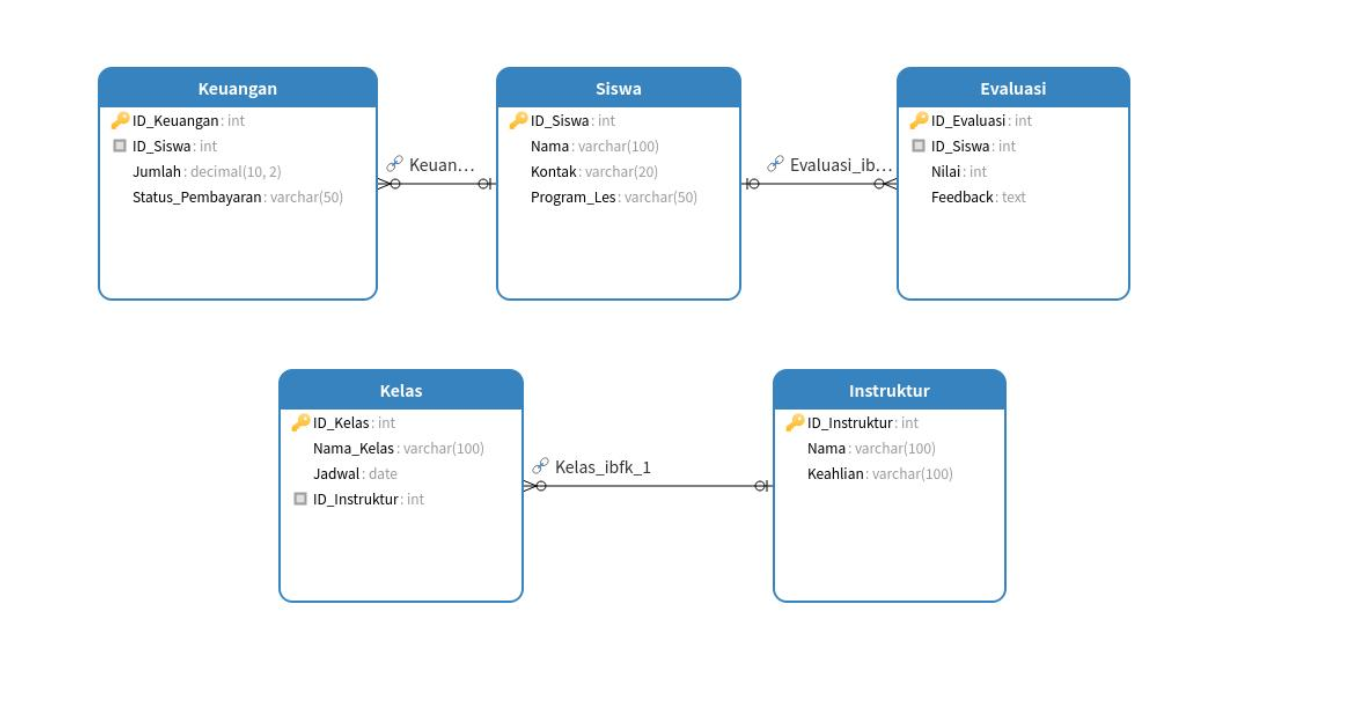 Keuangan
ID_Keuangan: int
ID_Siswa: int
Jumlah: decimal(10, 2)
Status_Pembayaran: varchar(50)
Keuan...
Siswa
ID_Siswa: int
Nama: varchar(100)
Kontak: varchar(20)
Program_Les: varchar(50)
Evaluasi_ib...
Evaluasi
ID_Evaluasi: int
ID_Siswa: int
Nilai: int
Feedback: text
Kelas
ID_Kelas: int
Nama_Kelas: varchar(100)
Jadwal: date
ID_Instruktur: int
Kelas_ibfk_1
Instruktur
ID_Instruktur: int
Nama: varchar(100)
Keahlian: varchar(100)